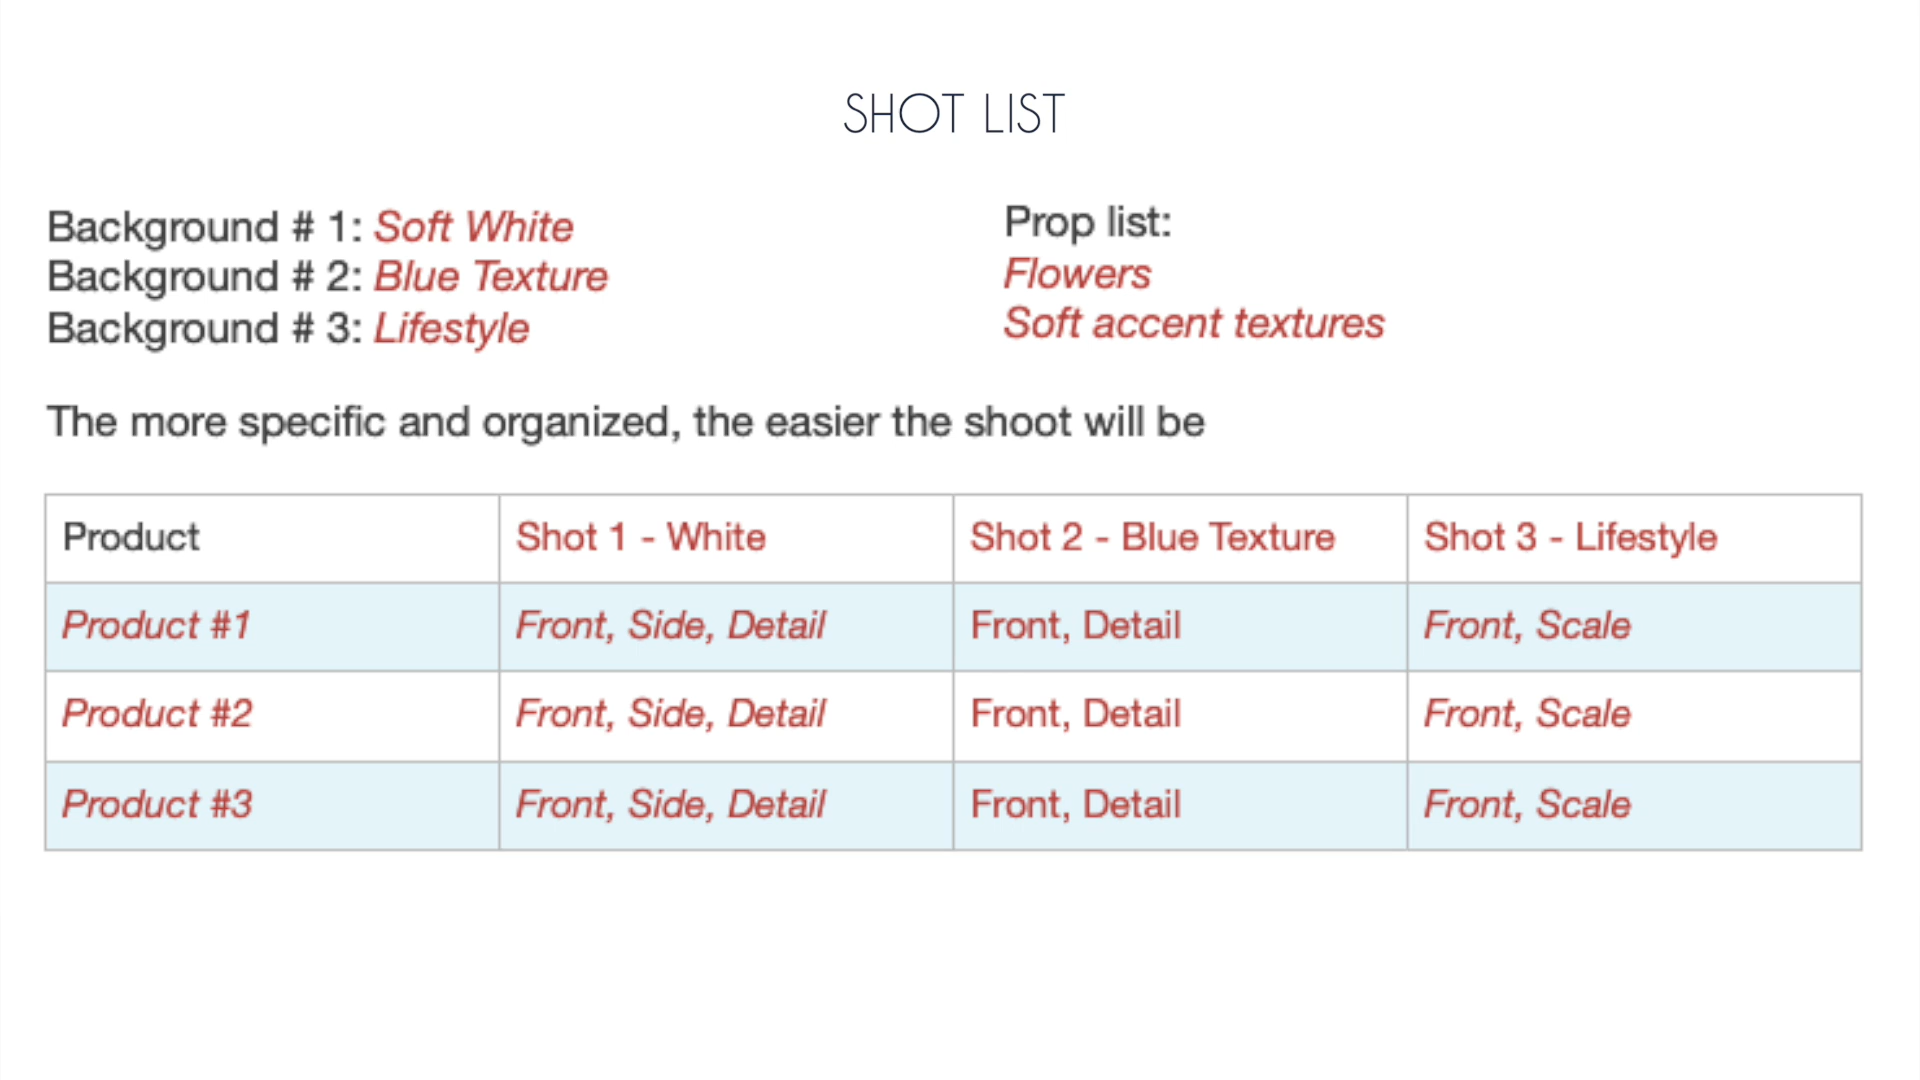 SHOT LIST
Background # 1: Soft White
Background # 2: Blue Texture
Background # 3: Lifestyle
Prop list:
Flowers
Soft accent textures
The more specific and organized, the easier the shoot will be
Product Shot 1 - White Shot 2 - Blue Texture Shot 3 - Lifestyle
Product #1 Front, Side, Detail Front, Detail Front, Scale
Product #2 Front, Side, Detail Front, Detail Front, Scale
Product #3 Front, Side, Detail Front, Detail Front, Scale